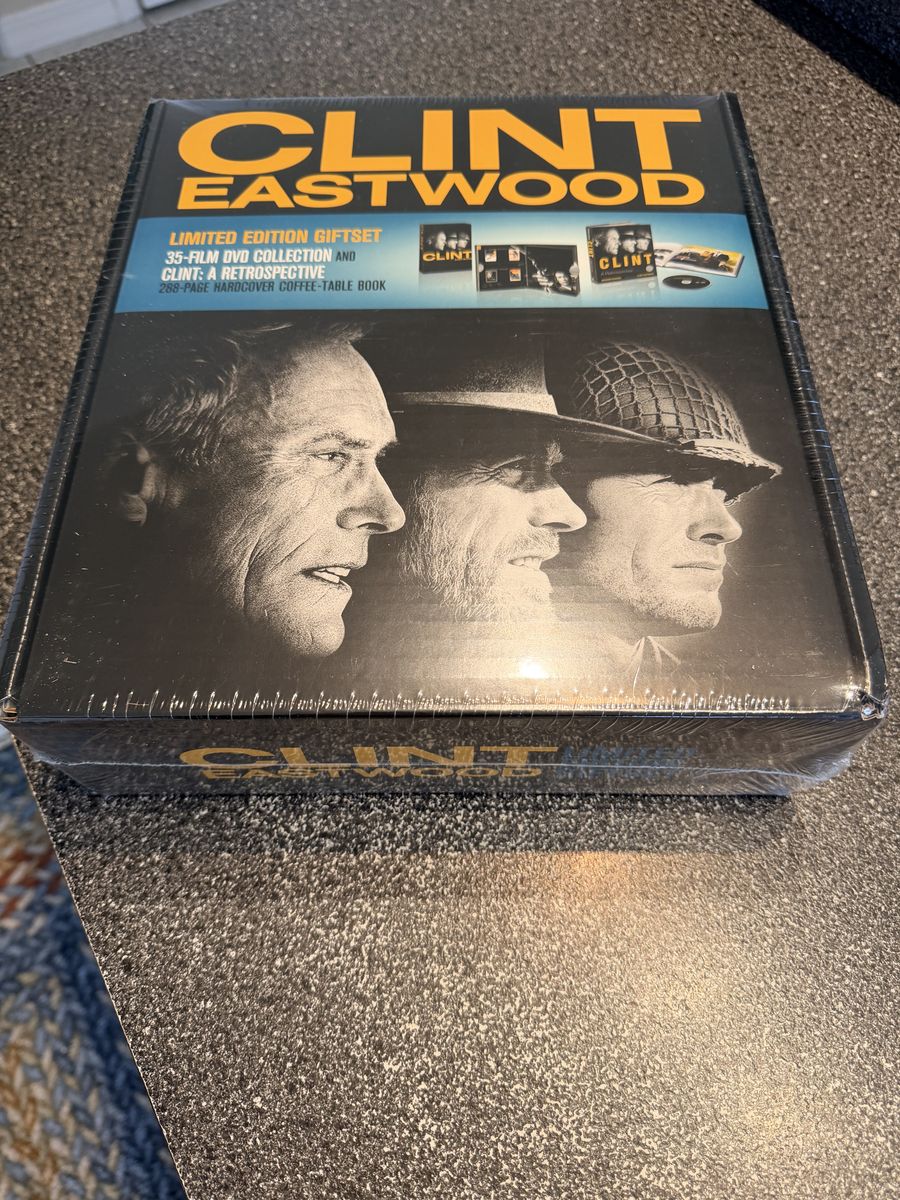 CLINT
EASTWOOD
LIMITED EDITION GIFTSET
35-FILM DVD COLLECTION AND
CLINT: A RETROSPECTIVE
288-PAGE HARDCOVER COFFEE-TABLE BOOK
CLINT
CLINT
CLINT
EASTWOOD
LIMITED